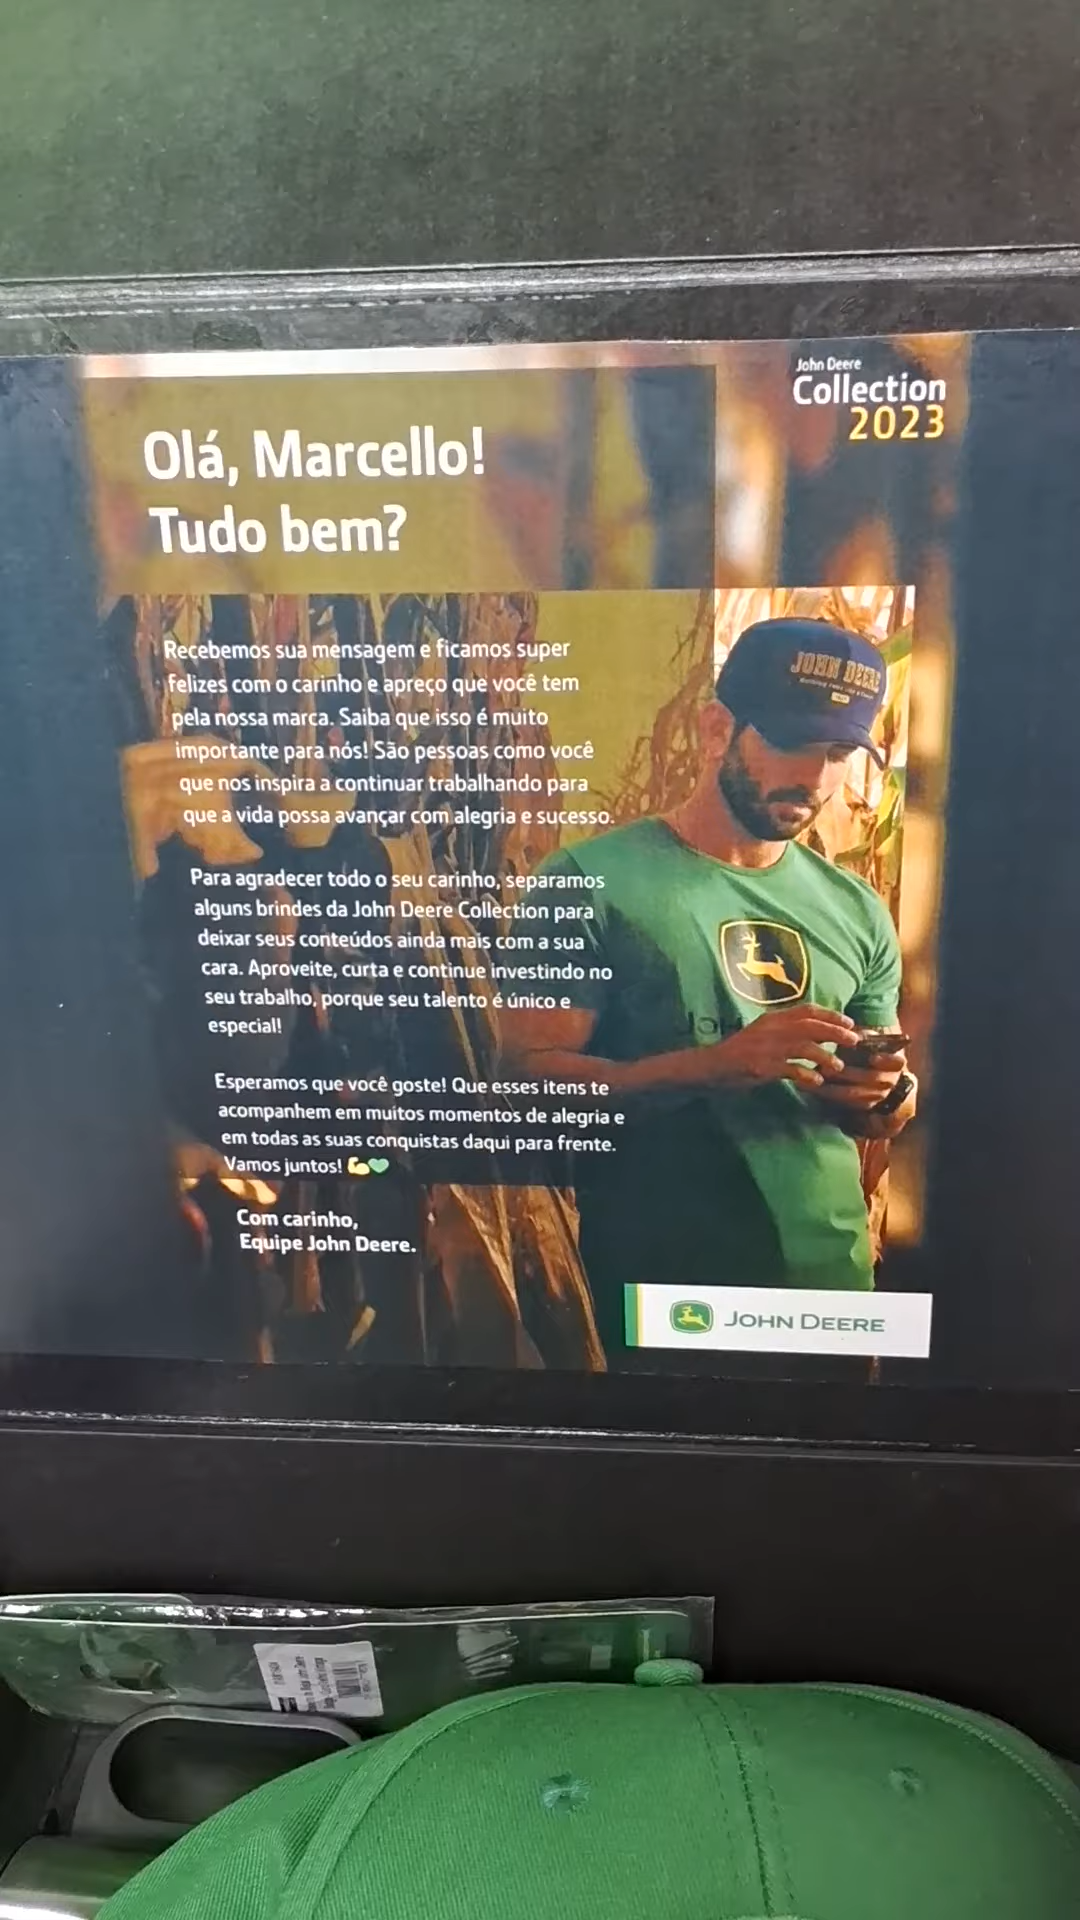 John Deere
Collection
2023
Olá, Marcello!
Tudo bem?
Recebemos sua mensagem e ficamos super
felizes com o carinho e apreço que você tem
pela nossa marca. Saiba que isso é muito
importante para nós! São pessoas como você
que nos inspira a continuar trabalhando para
que a vida possa avançar com alegria e sucesso.
Para agradecer todo o seu carinho, separamos
alguns brindes da John Deere Collection para
deixar seus conteúdos ainda mais com a sua
cara. Aproveite, curta e continue investindo no
seu trabalho, porque seu talento é único e
especial!
Esperamos que você goste! Que esses itens te
acompanhem em muitos momentos de alegria e
em todas as suas conquistas daqui para frente.
Vamos juntos! 💪💚
Com carinho,
Equipe John Deere.
JOHN DEERE
JOHN DEERE